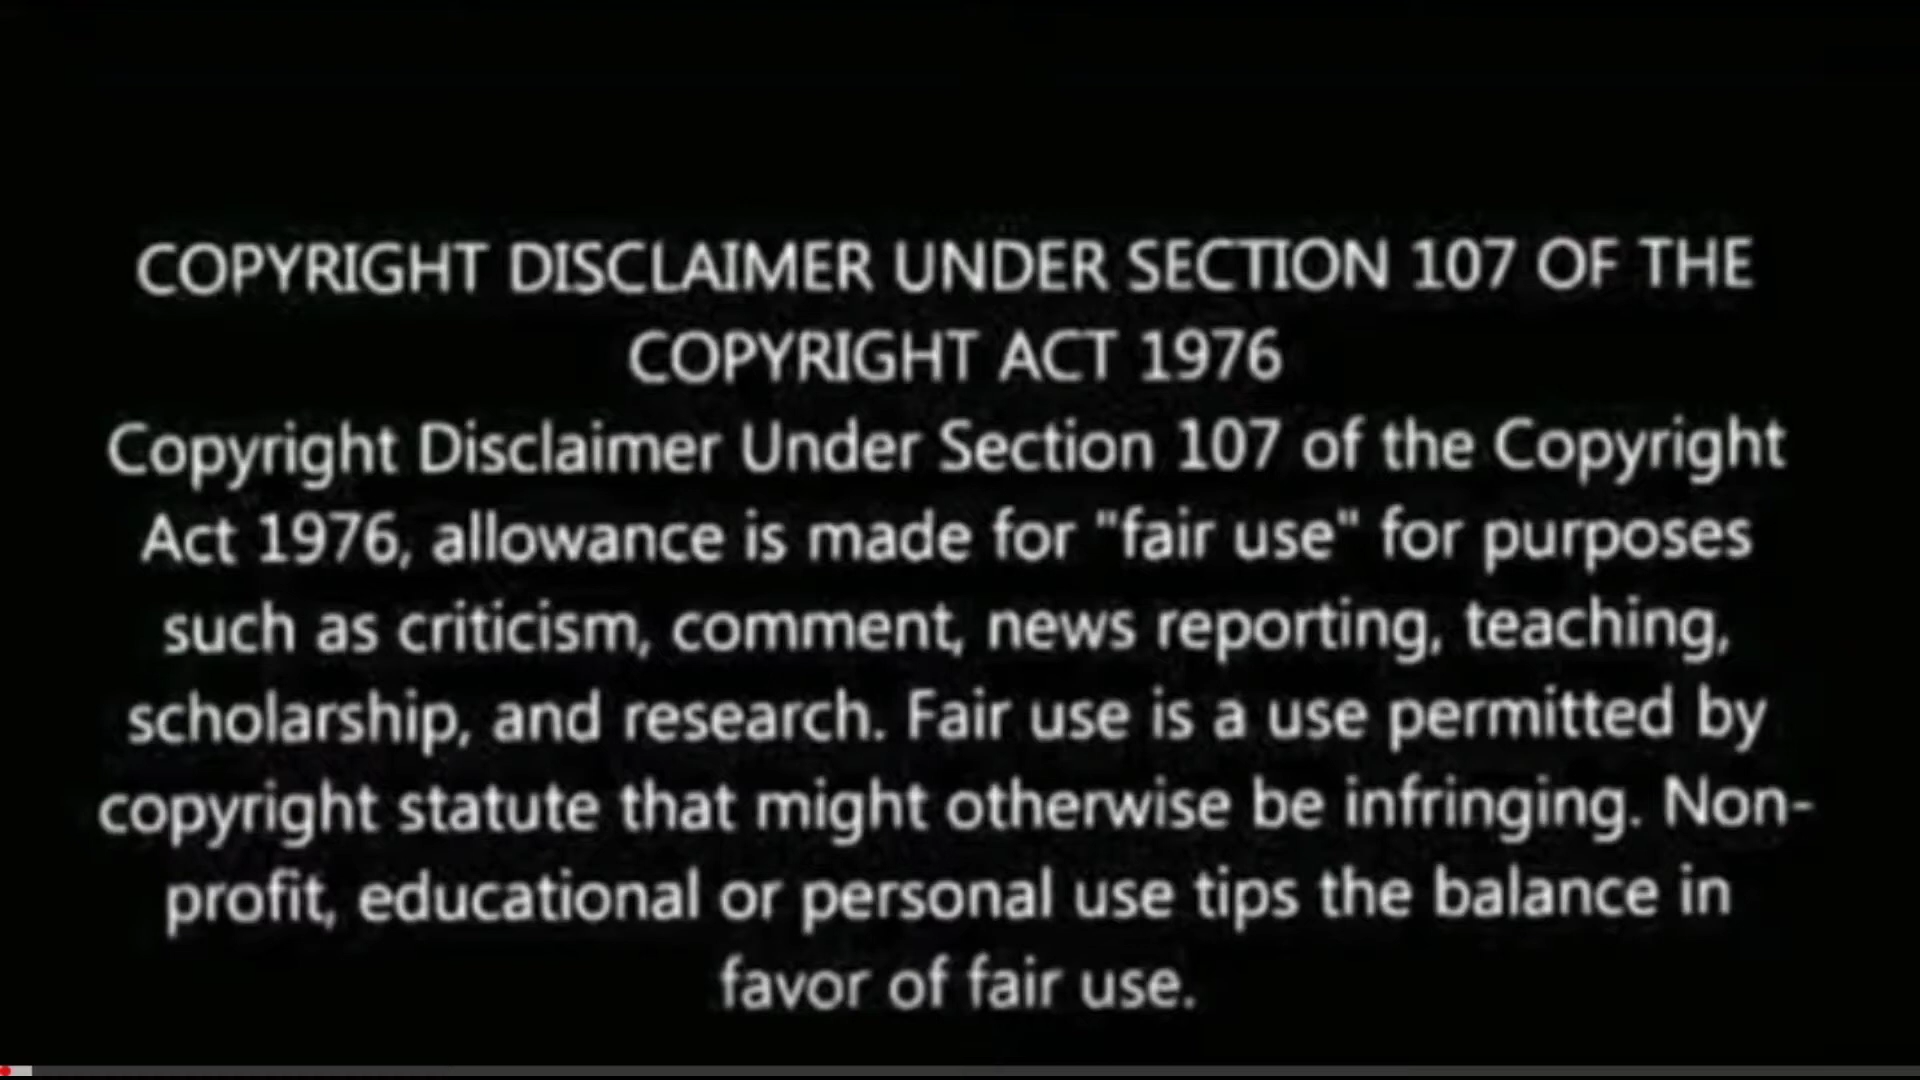 COPYRIGHT DISCLAIMER UNDER SECTION 107 OF THE
COPYRIGHT ACT 1976
Copyright Disclaimer Under Section 107 of the Copyright
Act 1976, allowance is made for "fair use" for purposes
such as criticism, comment, news reporting, teaching,
scholarship, and research. Fair use is a use permitted by
copyright statute that might otherwise be infringing. Non-
profit, educational or personal use tips the balance in
favor of fair use.